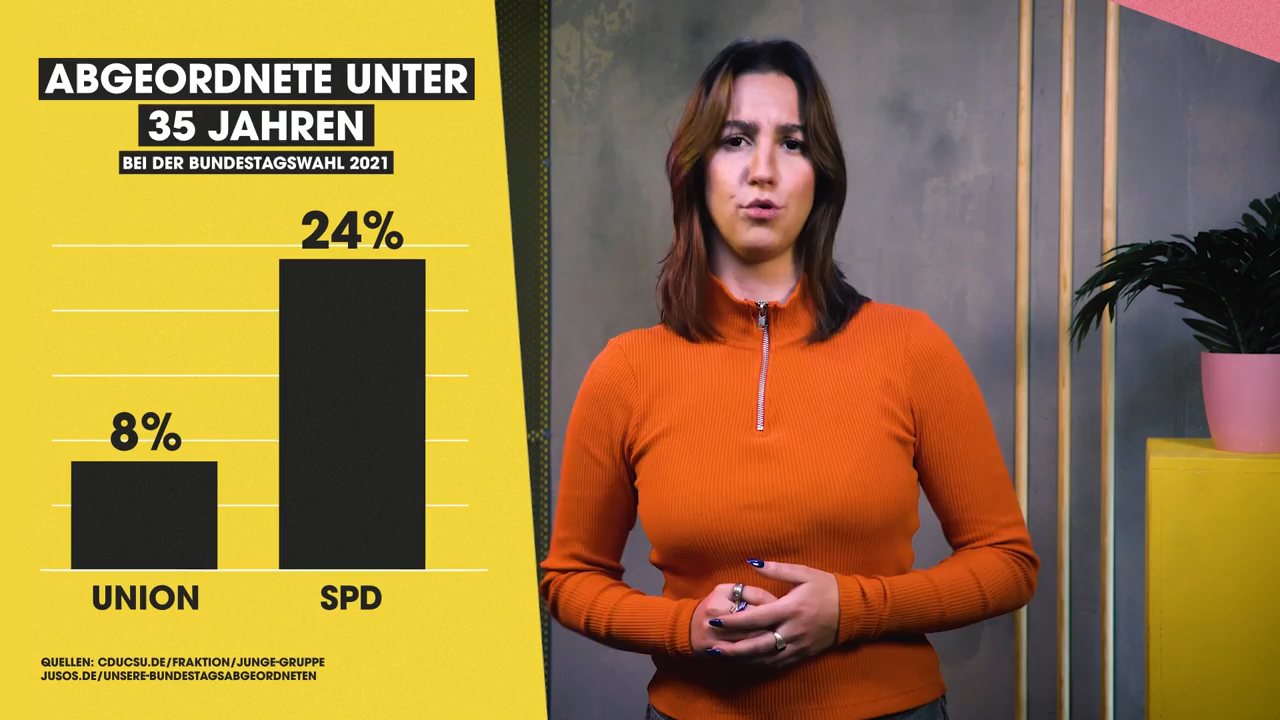 ABGEORDNETE UNTER
35 JAHREN
BEI DER BUNDESTAGSWAHL 2021
24%
8%
UNION SPD
QUELLEN: CDUCSU.DE/FRAKTION/JUNGE-GRUPPE
JUSOS.DE/UNSERE-BUNDESTAGSABGEORDNETEN